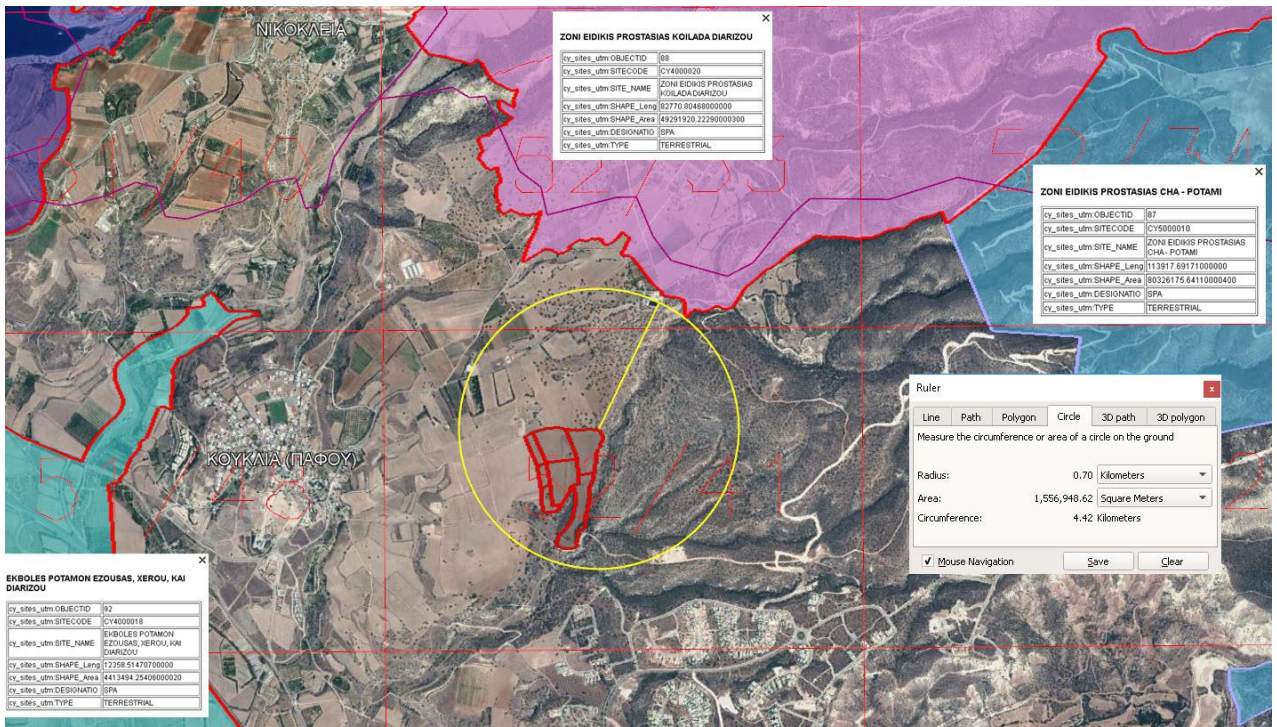 ΝΙΚΟΚΛΕΙΑ
ZONI EIDIKIS PROSTASIAS KOILADA DIARIZOU
cy_sites_utm:OBJECTID 88
cy_sites_utm:SITECODE CY4000020
cy_sites_utm:SITE_NAME ZONI EIDIKIS PROSTASIAS
KOILADA DIARIZOU
cy_sites_utm:SHAPE_Leng 82770.80468000000
cy_sites_utm:SHAPE_Area 49291920.22290000300
cy_sites_utm:DESIGNATIO SPA
cy_sites_utm:TYPE TERRESTRIAL
52/33
ZONI EIDIKIS PROSTASIAS CHA - POTAMI
cy_sites_utm:OBJECTID 87
cy_sites_utm:SITECODE CY5000010
cy_sites_utm:SITE_NAME ZONI EIDIKIS PROSTASIAS
CHA- POTAMI
cy_sites_utm:SHAPE_Leng 113917.69171000000
cy_sites_utm:SHAPE_Area 80326175.64110000400
cy_sites_utm:DESIGNATIO SPA
cy_sites_utm:TYPE TERRESTRIAL
ΚΟΥΚΛΙΑ (ΠΑΦΟΥ)
51/48
Ruler
Line Path Polygon Circle 3D path 3D polygon
Measure the circumference or area of a circle on the ground
Radius: 0.70 Kilometers
Area: 1,556,948.62 Square Meters
Circumference: 4.42 Kilometers
Mouse Navigation Save Clear
EKBOLES POTAMON EZOUSAS, XEROU, KAI
DIARIZOU
cy_sites_utm:OBJECTID 92
cy_sites_utm:SITECODE CY4000018
cy_sites_utm:SITE_NAME EKBOLES POTAMON
EZOUSAS, XEROU, KAI
DIARIZOU
cy_sites_utm:SHAPE_Leng 12358.51470700000
cy_sites_utm:SHAPE_Area 4413494.25406000020
cy_sites_utm:DESIGNATIO SPA
cy_sites_utm:TYPE TERRESTRIAL